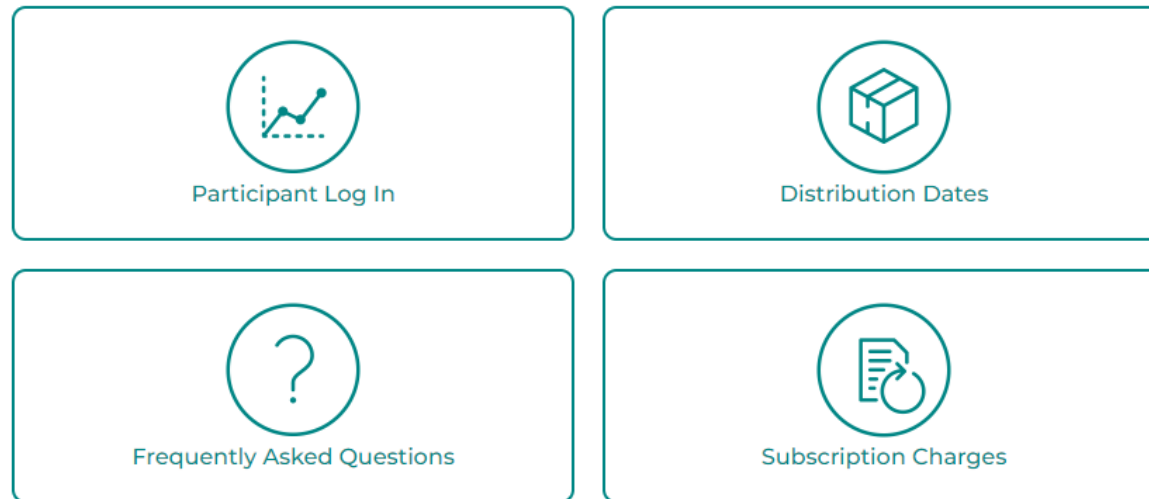 Participant Log In
Distribution Dates
Frequently Asked Questions
Subscription Charges